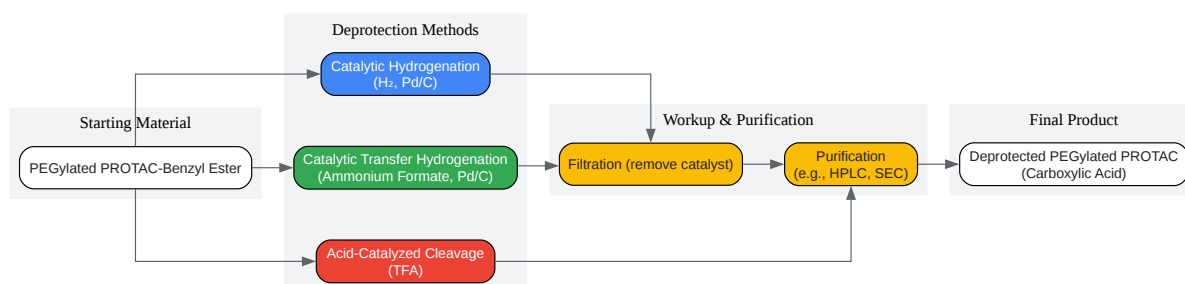 Deprotection Methods
Catalytic Hydrogenation
(H₂, Pd/C)
Starting Material
PEGylated PROTAC-Benzyl Ester
Catalytic Transfer Hydrogenation
(Ammonium Formate, Pd/C)
Acid-Catalyzed Cleavage
(TFA)
Workup & Purification
Filtration (remove catalyst)
Purification
(e.g., HPLC, SEC)
Final Product
Deprotected PEGylated PROTAC
(Carboxylic Acid)